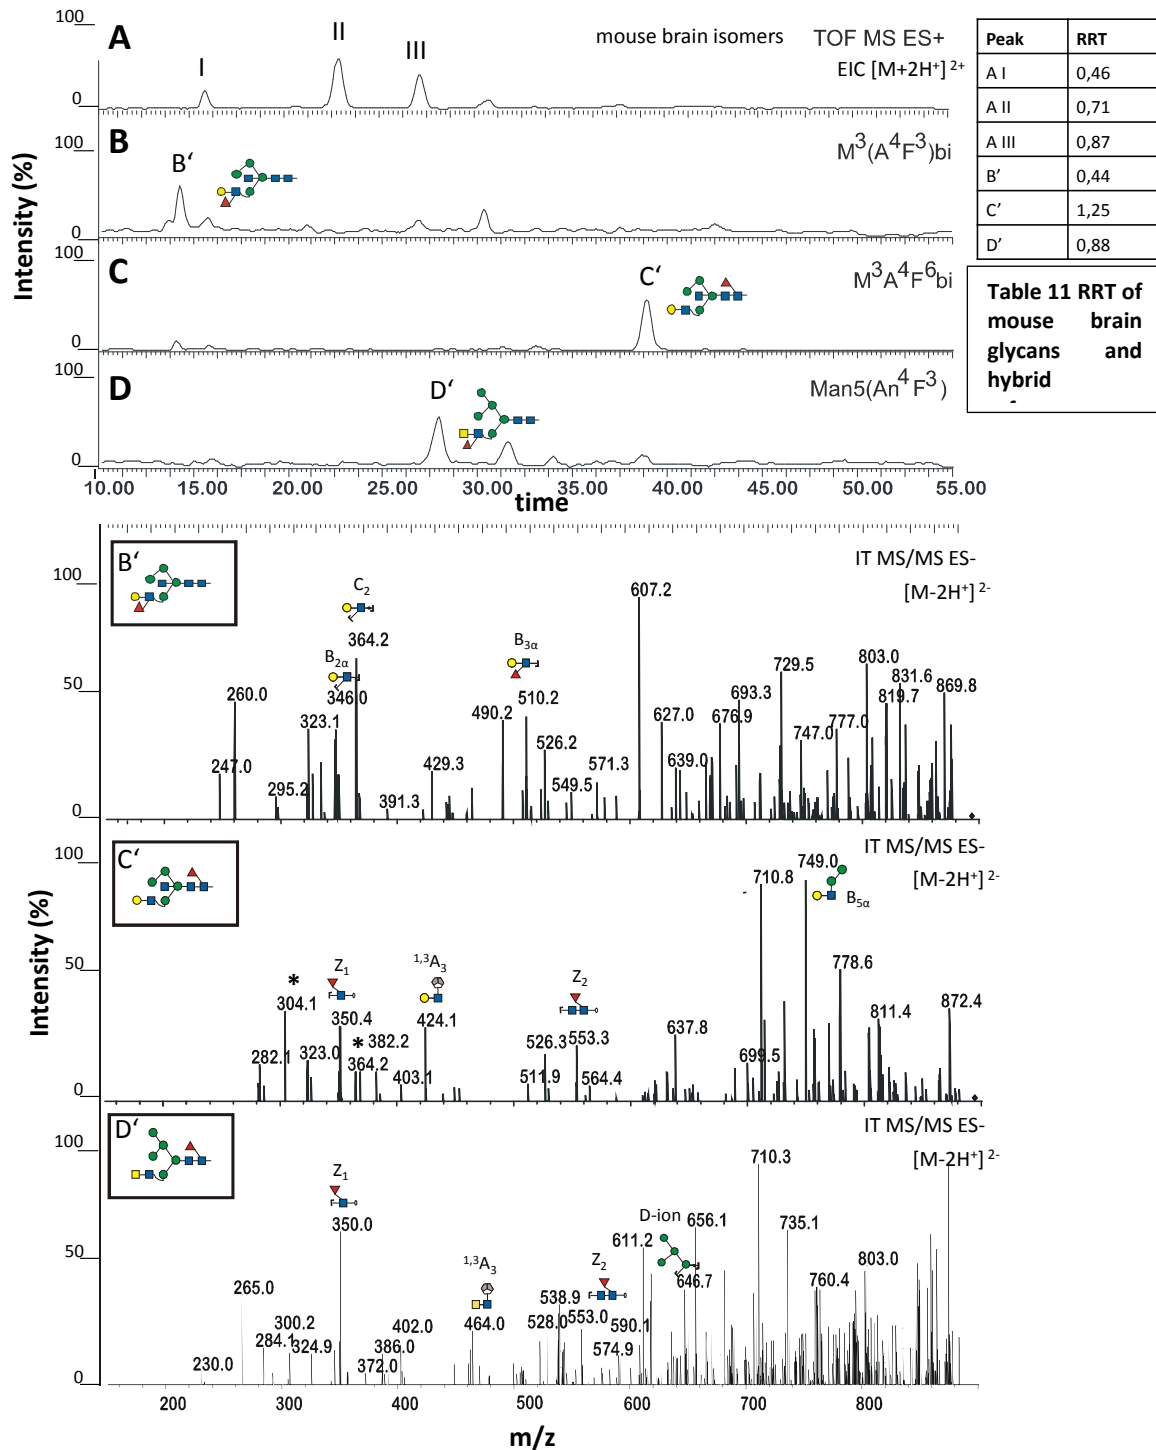 100
A
I
II
III
mouse brain isomers
TOF MS ES+
EIC [M+2H⁺] ²⁺
100
0
Peak RRT
A I 0,46
A II 0,71
A III 0,87
B' 0,44
C' 1,25
D' 0,88
Table 11 RRT of
mouse brain
glycans and
hybrid
Intensity (%)
100
B
B'
M³(A⁴F³)bi
0
100
C
C'
M³A⁴F⁶bi
0
100
D
D'
Man5(An⁴F³)
0
10.00 15.00 20.00 25.00 30.00 35.00 40.00 45.00 50.00 55.00
time
B'
IT MS/MS ES-
[M-2H⁺] ²⁻
100
50
0
C₂
B₂α
B₃α
247.0
260.0
295.2
323.1
346.0
364.2
391.3
429.3
490.2
510.2
526.2
549.5
571.3
607.2
627.0
639.0
676.9
693.3
729.5
747.0
777.0
803.0
819.7
831.6
869.8
C'
IT MS/MS ES-
[M-2H⁺] ²⁻
Intensity (%)
100
50
0
*
Z₁
*
¹,³A₃
Z₂
B₅α
282.1
304.1
323.0
350.4
364.2
382.2
403.1
424.1
511.9
526.3
553.3
564.4
637.8
699.5
710.8
749.0
778.6
811.4
872.4
D'
IT MS/MS ES-
[M-2H⁺] ²⁻
100
50
0
Z₁
¹,³A₃
Z₂
D-ion
230.0
265.0
284.1
300.2
324.9
350.0
372.0
386.0
402.0
464.0
528.0
538.9
553.0
574.9
590.1
611.2
646.7
656.1
710.3
735.1
760.4
803.0
200 300 400 500 600 700 800
m/z